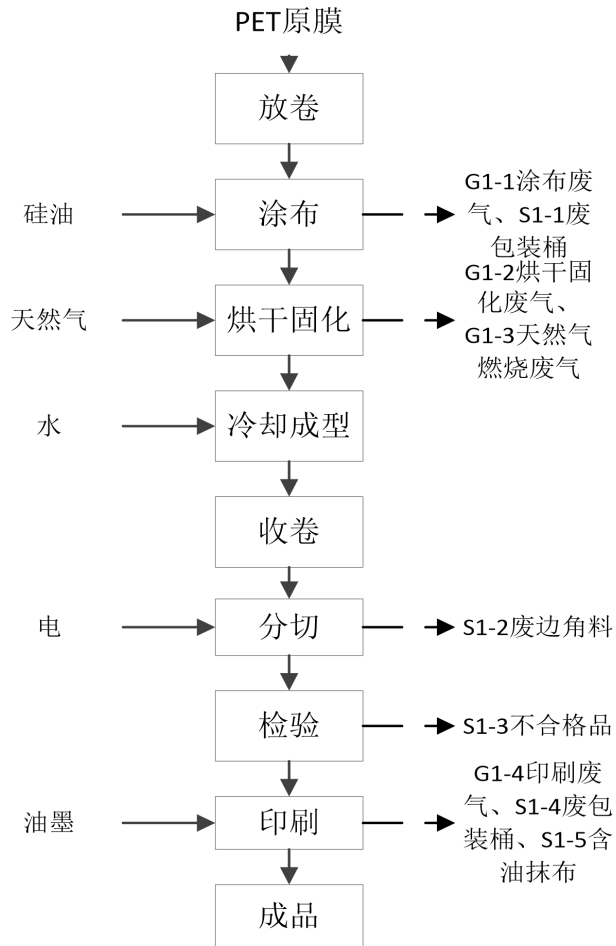 PET原膜
放卷
硅油
涂布
G1-1涂布废
气、S1-1废
包装桶
天然气
烘干固化
G1-2烘干固
化废气、
G1-3天然气
燃烧废气
水
冷却成型
收卷
电
分切
S1-2废边角料
检验
S1-3不合格品
油墨
印刷
G1-4印刷废
气、S1-4废包
装桶、S1-5含
油抹布
成品